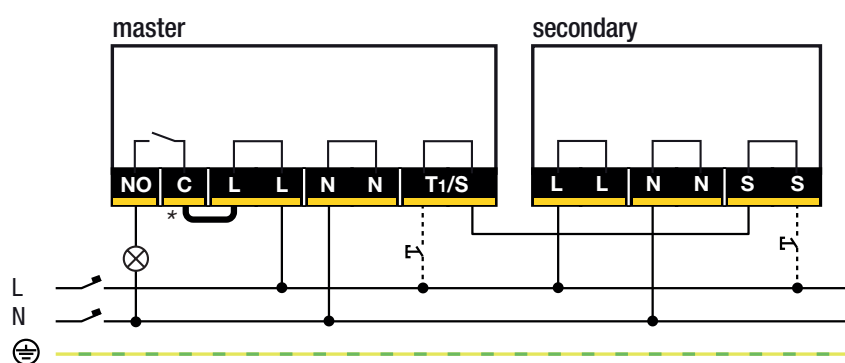 master
secondary
NO C L L N N T1/S
L L N N S S
*
L
N